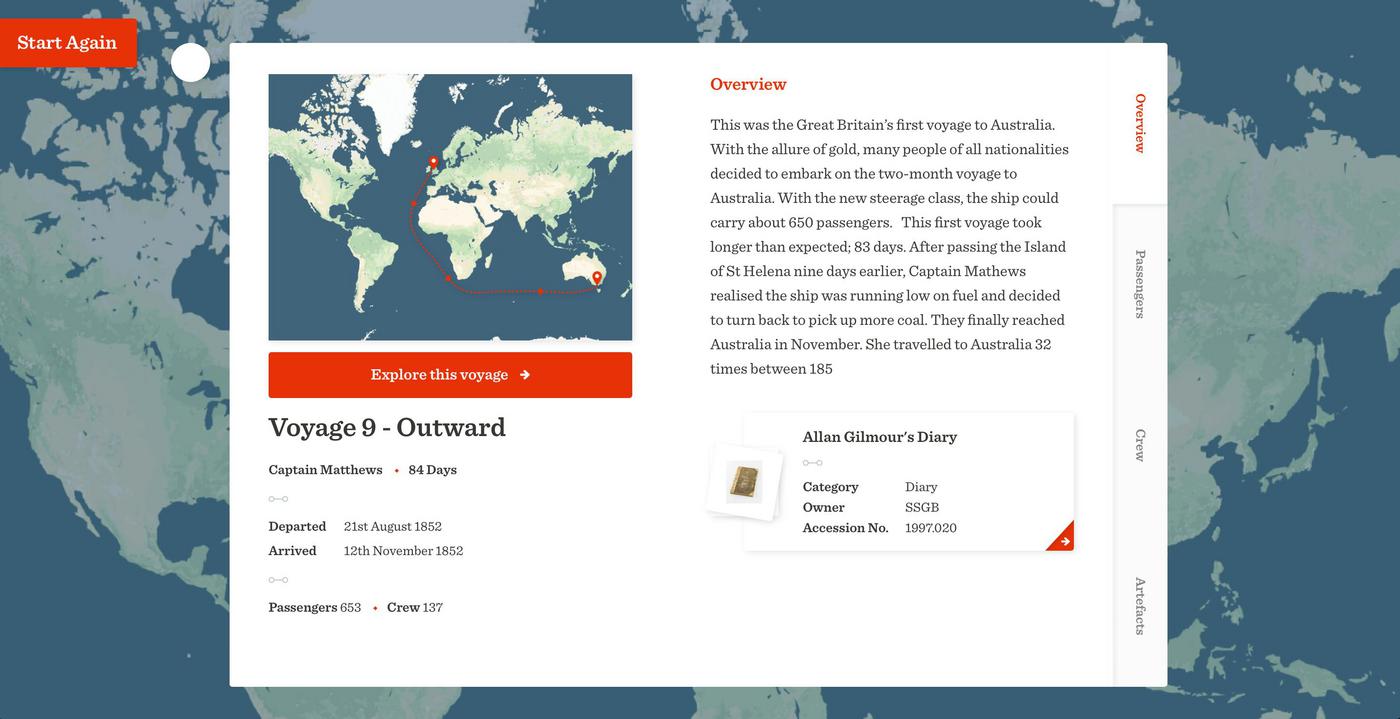 Start Again
Explore this voyage
Voyage 9 - Outward
Captain Matthews 84 Days
Departed 21st August 1852
Arrived 12th November 1852
Passengers 653 Crew 137
Overview
This was the Great Britain’s first voyage to Australia.
With the allure of gold, many people of all nationalities
decided to embark on the two-month voyage to
Australia. With the new steerage class, the ship could
carry about 650 passengers. This first voyage took
longer than expected; 83 days. After passing the Island
of St Helena nine days earlier, Captain Mathews
realised the ship was running low on fuel and decided
to turn back to pick up more coal. They finally reached
Australia in November. She travelled to Australia 32
times between 185
Allan Gilmour's Diary
Category Diary
Owner SSGB
Accession No. 1997.020
Overview
Passengers
Crew
Artefacts